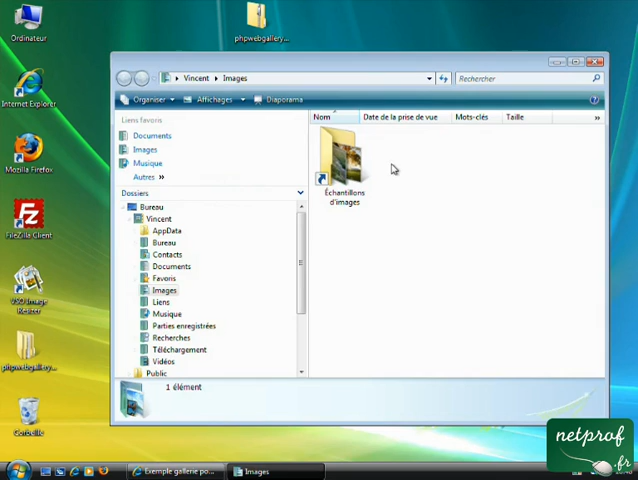 Ordinateur
phpwebgallery...
Internet Explorer
Mozilla Firefox
FileZilla Client
VSO Image
Resizer
phpwebgallery...
Corbeille
Vincent
Images
Rechercher
Organiser
Affichages
Diaporama
Liens favoris
Documents
Images
Musique
Autres »
Dossiers
Bureau
Vincent
AppData
Bureau
Contacts
Documents
Favoris
Images
Liens
Musique
Parties enregistrées
Recherches
Téléchargement
Vidéos
Public
Nom
Date de la prise de vue
Mots-clés
Taille
»
Échantillons
d'images
1 élément
Exemple gallerie po...
Images
netprof
.fr